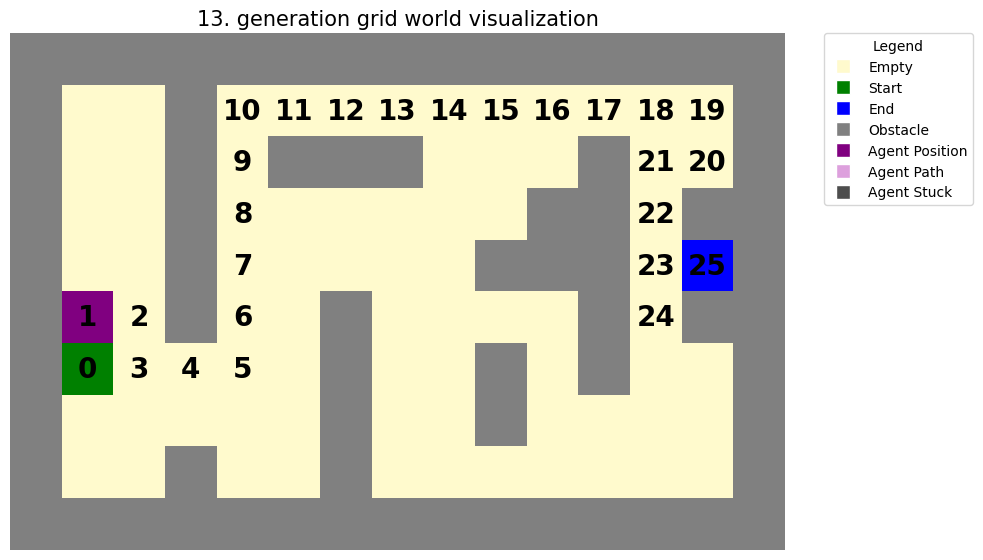 13. generation grid world visualization
10 11 12 13 14 15 16 17 18 19
9 21 20
8 22
7 23 25
1 2 6 24
0 3 4 5
Legend
Empty
Start
End
Obstacle
Agent Position
Agent Path
Agent Stuck